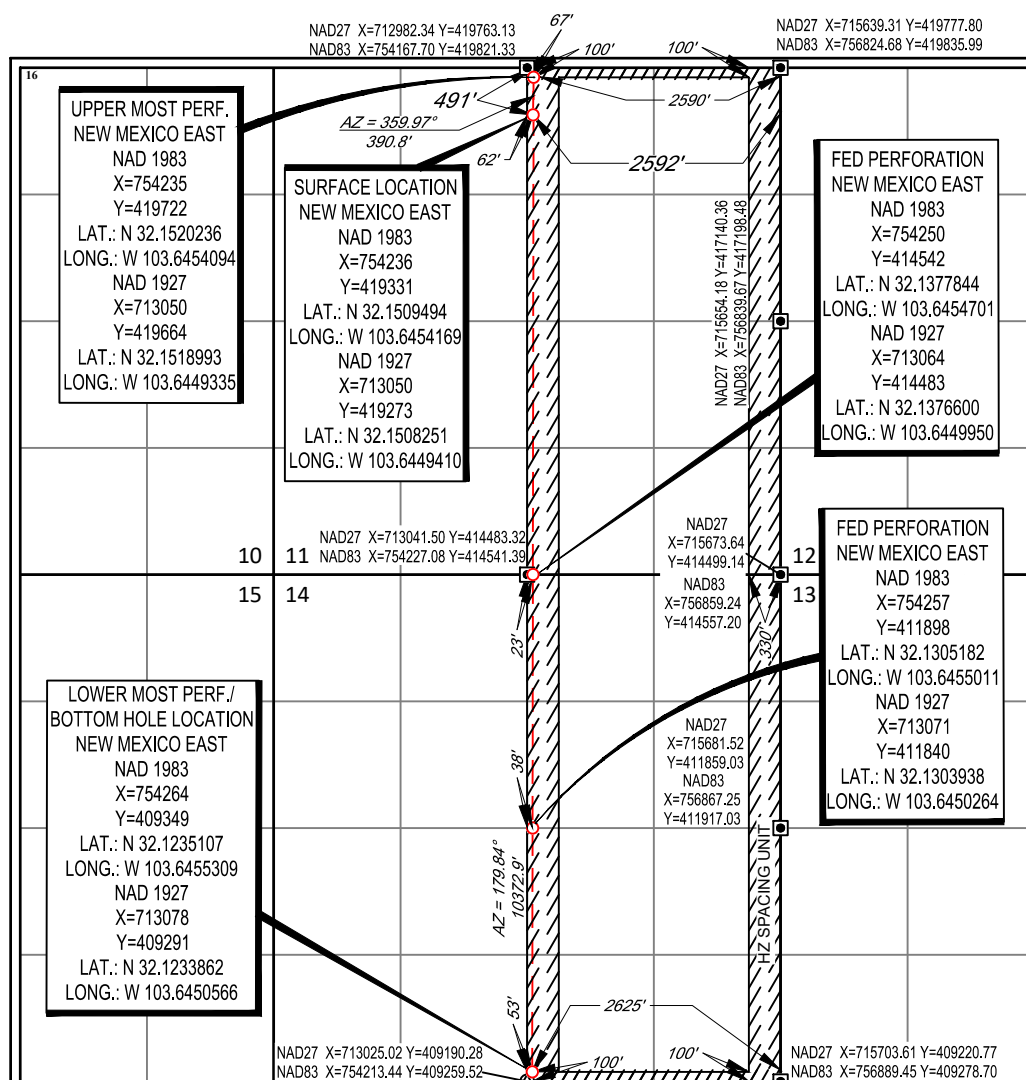 NAD27 X=712982.34 Y=419763.13
NAD83 X=754167.70 Y=419821.33
67'
100'
100'
NAD27 X=715639.31 Y=419777.80
NAD83 X=756824.68 Y=419835.99
16
UPPER MOST PERF.
NEW MEXICO EAST
NAD 1983
X=754235
Y=419722
LAT.: N 32.1520236
LONG.: W 103.6454094
NAD 1927
X=713050
Y=419664
LAT.: N 32.1518993
LONG.: W 103.6449335
491'
2590'
AZ = 359.97°
390.8'
62'
2592'
SURFACE LOCATION
NEW MEXICO EAST
NAD 1983
X=754236
Y=419331
LAT.: N 32.1509494
LONG.: W 103.6454169
NAD 1927
X=713050
Y=419273
LAT.: N 32.1508251
LONG.: W 103.6449410
NAD27 X=715654.18 Y=417140.36
NAD83 X=756839.67 Y=417198.48
FED PERFORATION
NEW MEXICO EAST
NAD 1983
X=754250
Y=414542
LAT.: N 32.1377844
LONG.: W 103.6454701
NAD 1927
X=713064
Y=414483
LAT.: N 32.1376600
LONG.: W 103.6449950
NAD27 X=713041.50 Y=414483.32
NAD83 X=754227.08 Y=414541.39
10 11
15 14
NAD27
X=715673.64
Y=414499.14
NAD83
X=756859.24
Y=414557.20
12
13
23'
330'
FED PERFORATION
NEW MEXICO EAST
NAD 1983
X=754257
Y=411898
LAT.: N 32.1305182
LONG.: W 103.6455011
NAD 1927
X=713071
Y=411840
LAT.: N 32.1303938
LONG.: W 103.6450264
LOWER MOST PERF./
BOTTOM HOLE LOCATION
NEW MEXICO EAST
NAD 1983
X=754264
Y=409349
LAT.: N 32.1235107
LONG.: W 103.6455309
NAD 1927
X=713078
Y=409291
LAT.: N 32.1233862
LONG.: W 103.6450566
38'
NAD27
X=715681.52
Y=411859.03
NAD83
X=756867.25
Y=411917.03
AZ = 179.84°
10372.9'
HZ SPACING UNIT
53'
2625'
100'
100'
NAD27 X=713025.02 Y=409190.28
NAD83 X=754213.44 Y=409259.52
NAD27 X=715703.61 Y=409220.77
NAD83 X=756889.45 Y=409278.70